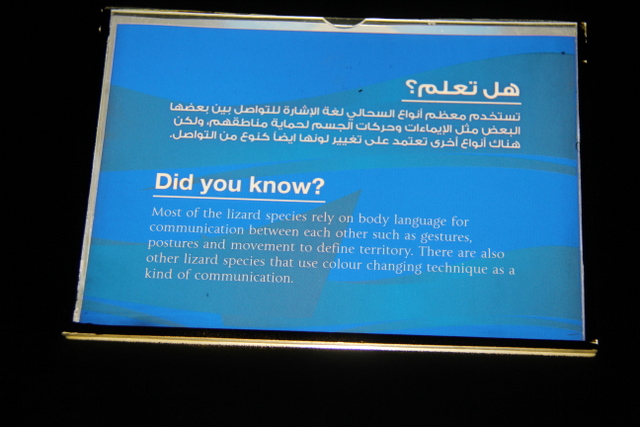 هل تعلم؟
تستخدم معظم أنواع السحالي لغة الإشارة للتواصل بين بعضها
البعض مثل الإيماءات وحركات الجسم لحماية مناطقهم، ولكن
هناك أنواع أخرى تعتمد على تغيير لونها ايضاً كنوع من التواصل.
Did you know?
Most of the lizard species rely on body language for
communication between each other such as gestures,
postures and movement to define territory. There are also
other lizard species that use colour changing technique as a
kind of communication.